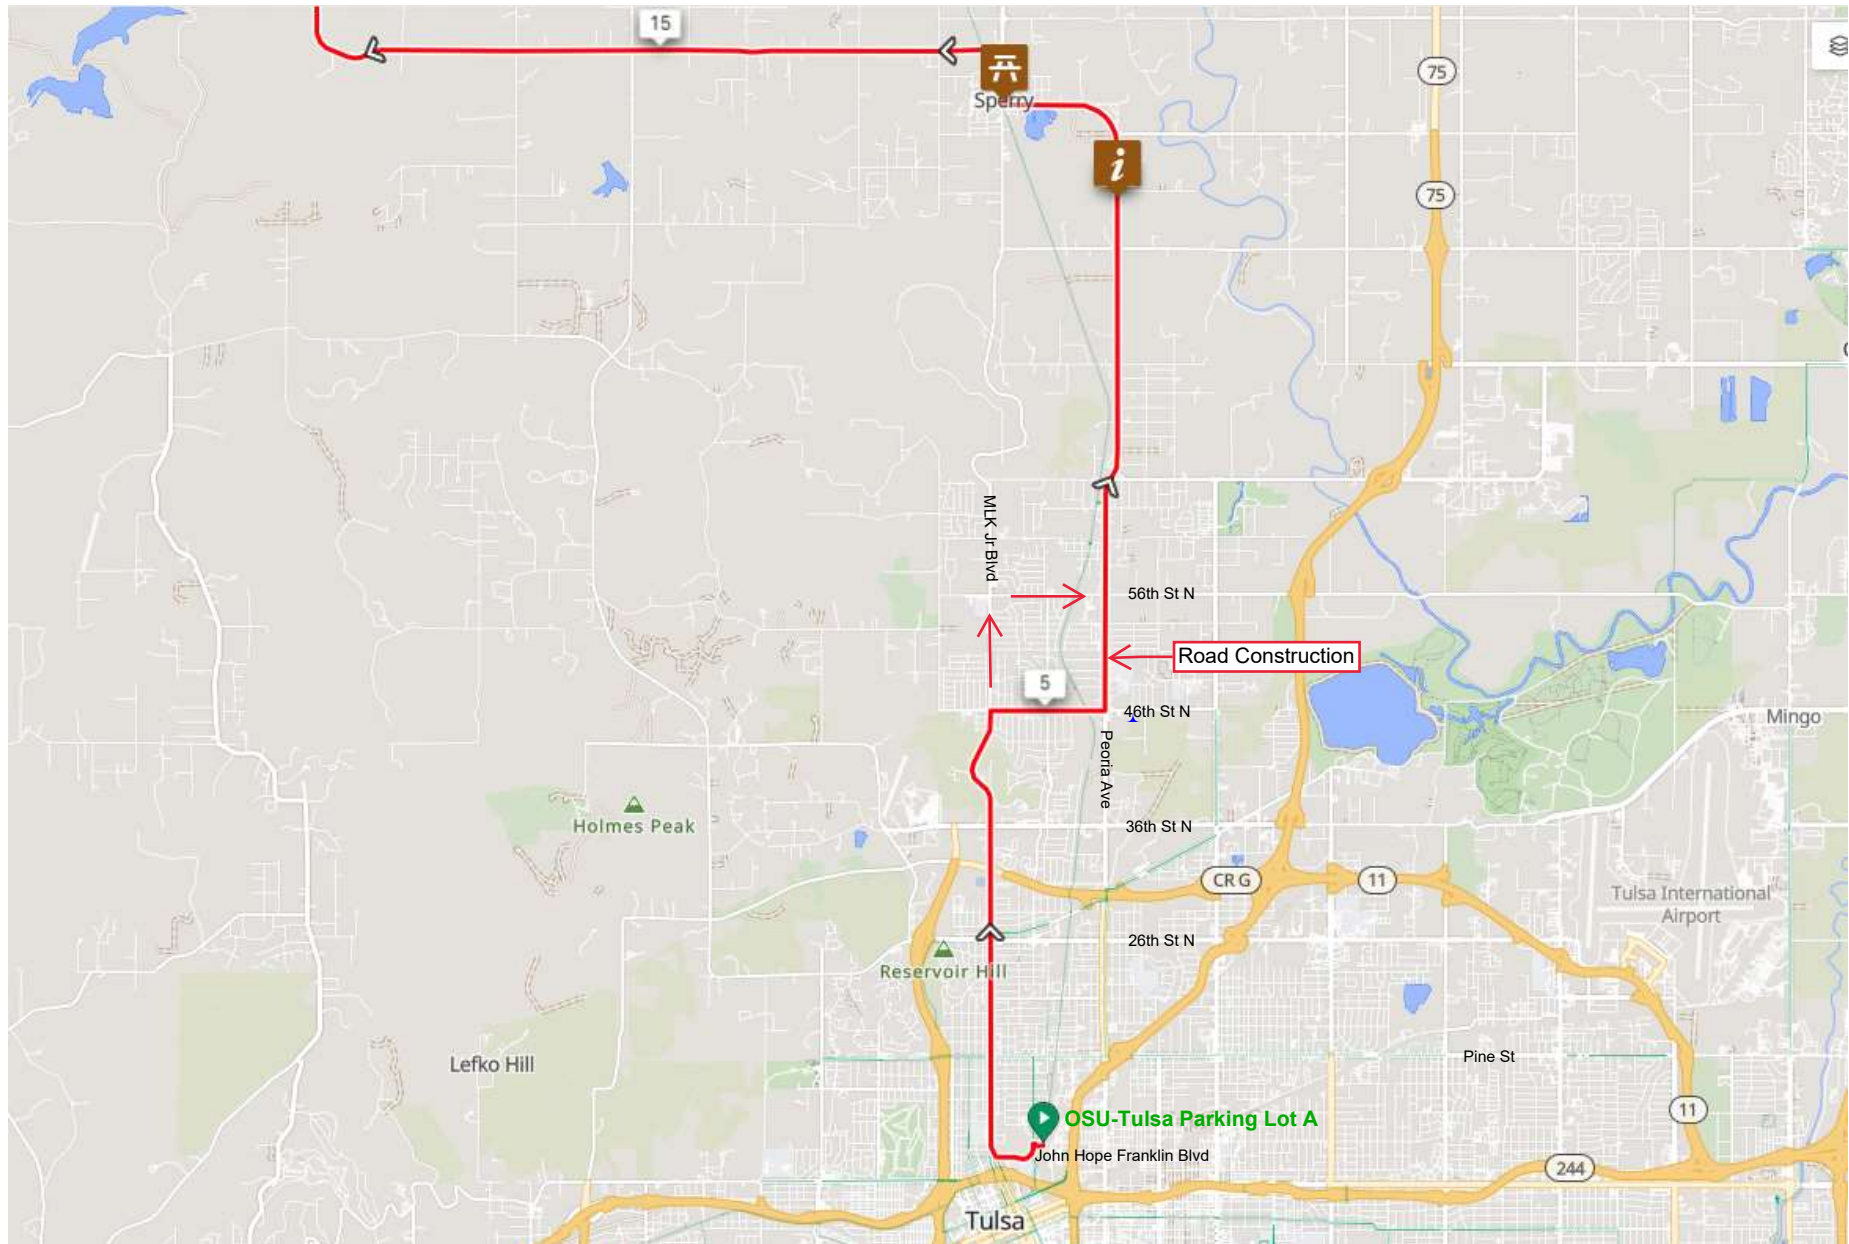 15
Sperry
i
75
75
MLK Jr Blvd
56th St N
Road Construction
5
46th St N
Mingo
Peoria Ave
Holmes Peak
36th St N
CR G
11
Tulsa International
Airport
26th St N
Reservoir Hill
Lefko Hill
Pine St
OSU-Tulsa Parking Lot A
11
John Hope Franklin Blvd
244
Tulsa